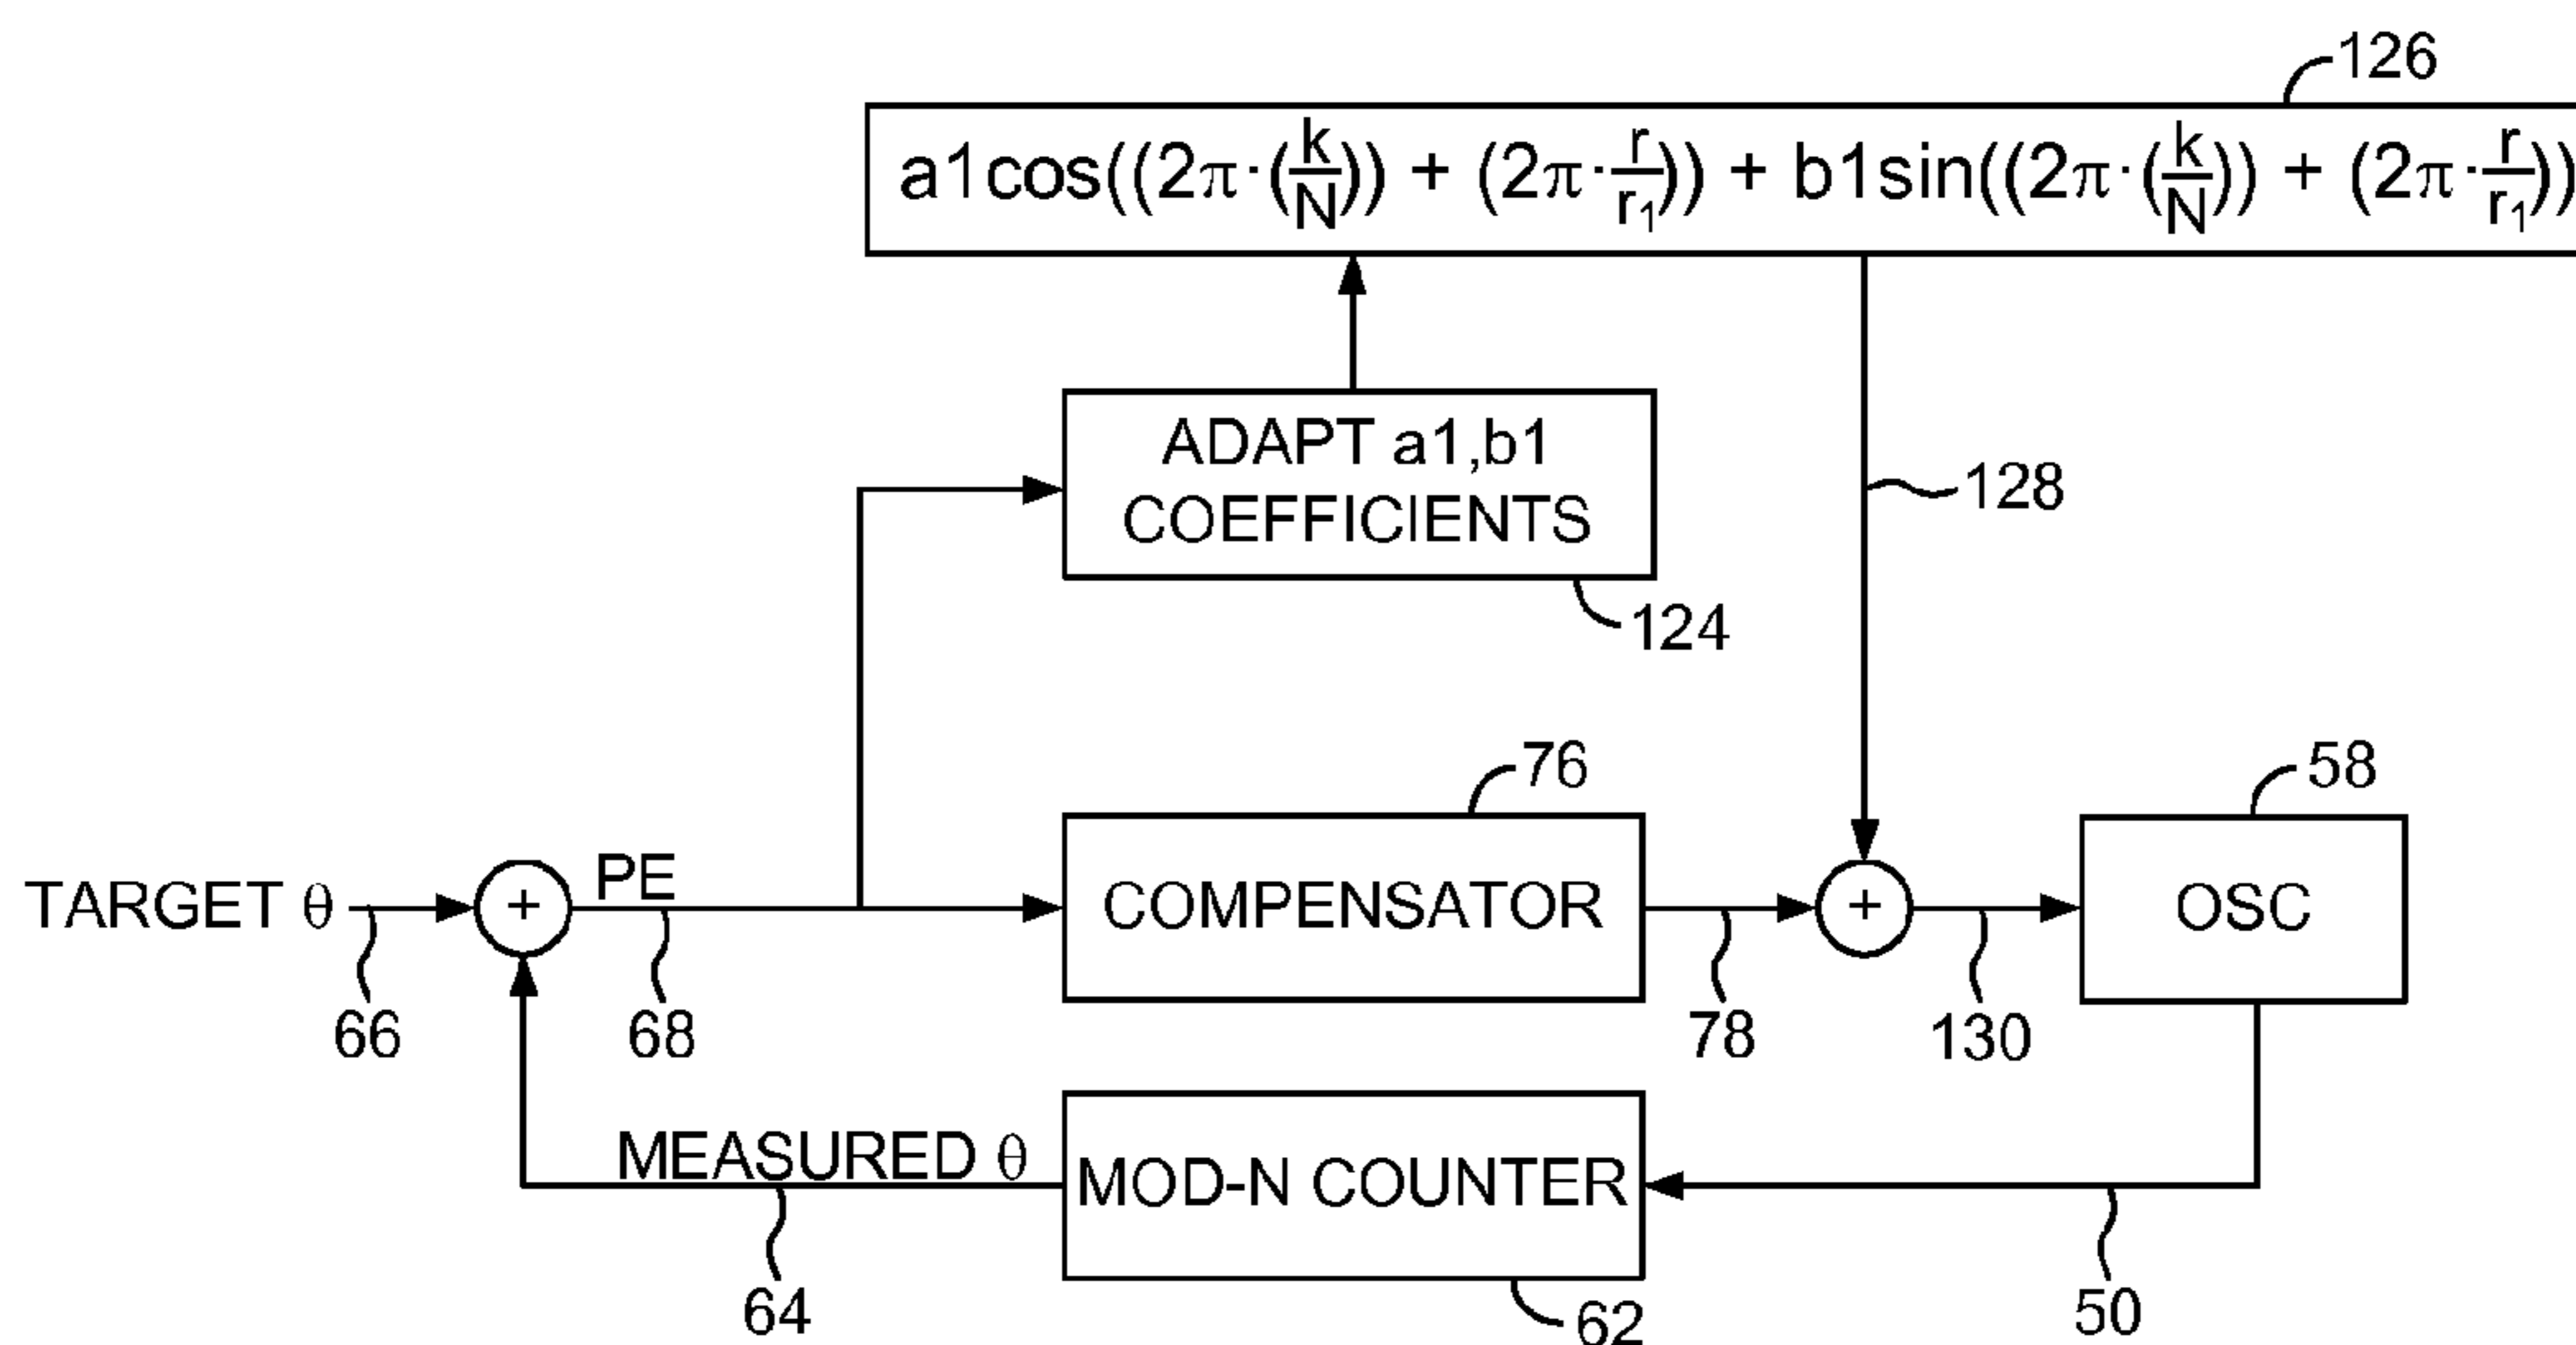 126
a1cos((2π·(k/N)) + (2π·r/r₁)) + b1sin((2π·(k/N)) + (2π·r/r₁))
ADAPT a1,b1
COEFFICIENTS
128
124
76
58
TARGET θ
+
PE
COMPENSATOR
+
OSC
66
68
78
130
MEASURED θ
MOD-N COUNTER
64
62
50